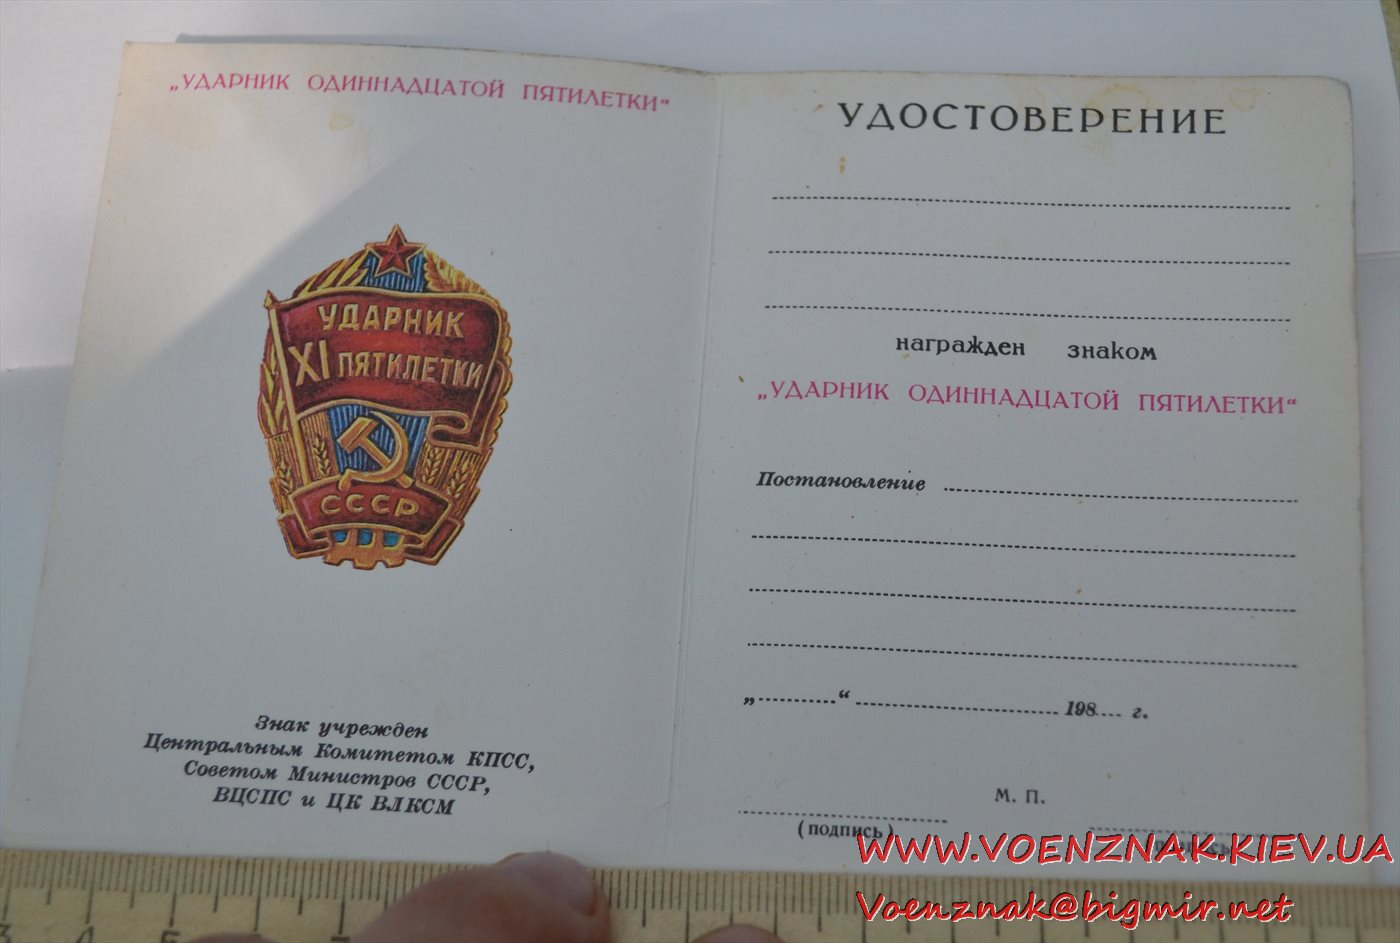 „УДАРНИК ОДИННАДЦАТОЙ ПЯТИЛЕТКИ“
УДАРНИК
XI ПЯТИЛЕТКИ
СССР
Знак учрежден
Центральным Комитетом КПСС,
Советом Министров СССР,
ВЦСПС и ЦК ВЛКСМ
УДОСТОВЕРЕНИЕ
награжден знаком
„УДАРНИК ОДИННАДЦАТОЙ ПЯТИЛЕТКИ“
Постановление
„ “ 198 г.
М. П.
(подпись)
WWW.VOENZNAK.KIEV.UA
Voenznak@bigmir.net